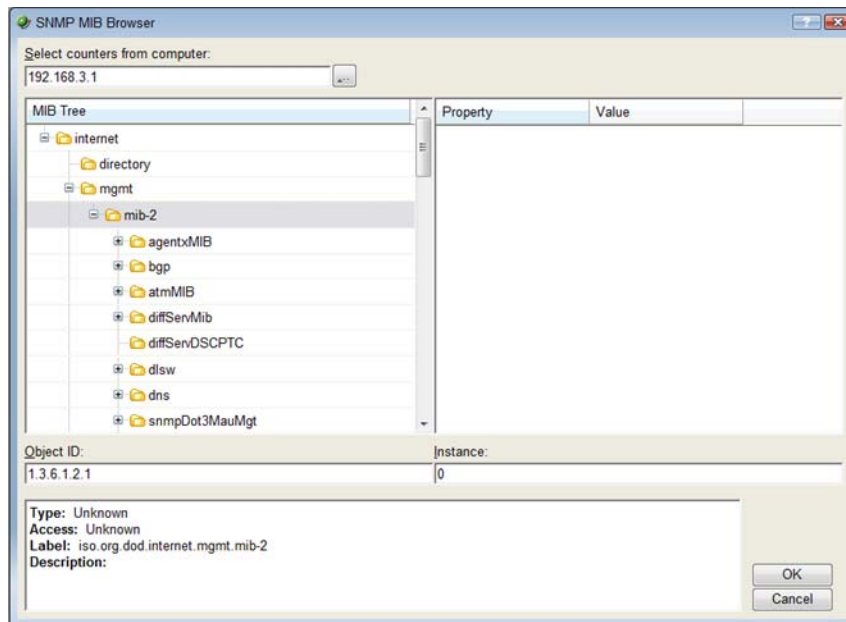 SNMP MIB Browser
Select counters from computer:
192.168.3.1
...
MIB Tree
Property Value
internet
directory
mgmt
mib-2
agentxMIB
bgp
atmMIB
diffServMib
diffServDSCPTC
dlsw
dns
snmpDot3MauMgt
Object ID: Instance:
1.3.6.1.2.1 0
Type: Unknown
Access: Unknown
Label: iso.org.dod.internet.mgmt.mib-2
Description:
OK
Cancel